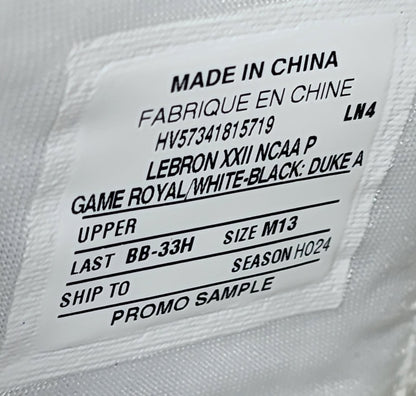 MADE IN CHINA
FABRIQUE EN CHINE
HV57341815719 LN4
LEBRON XXII NCAA P
GAME ROYAL/WHITE-BLACK: DUKE A
UPPER
LAST BB-33H SIZE M13
SHIP TO SEASON HO24
PROMO SAMPLE